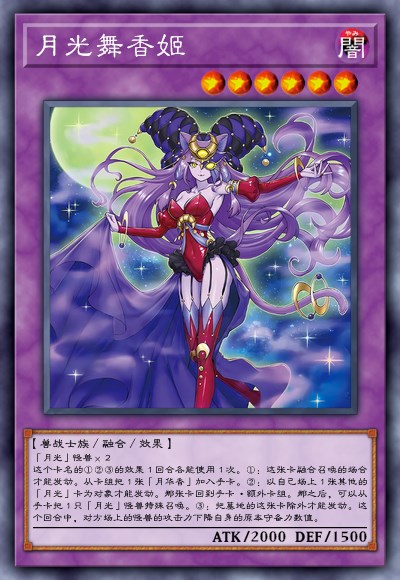 月光舞香姬
やみ
闇
【兽战士族／融合／效果】
「月光」怪兽×2
这个卡名的①②③的效果1回合各能使用1次。①：这张卡融合召唤的场合
才能发动。从卡组把1张「月华香」加入手卡。②：以自己场上1张其他的
「月光」卡为对象才能发动。那张卡回到手卡·额外卡组。那之后，可以从
手卡把1只「月光」怪兽特殊召唤。③：把墓地的这张卡除外才能发动。这
个回合中，对方场上的怪兽的攻击力下降自身的原本守备力数值。
ATK/2000 DEF/1500